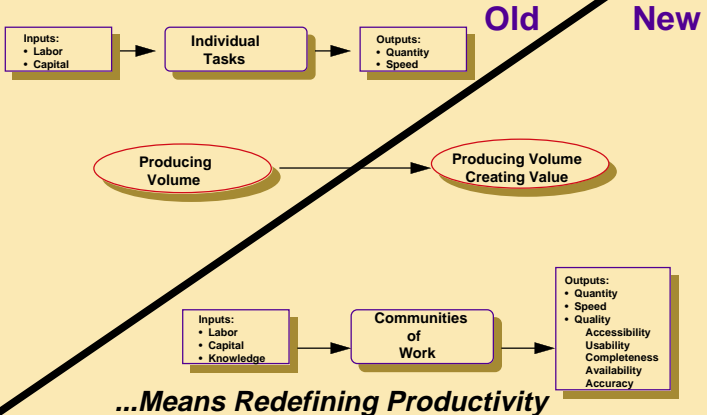 Old
New
Inputs:
• Labor
• Capital
Individual
Tasks
Outputs:
• Quantity
• Speed
Producing
Volume
Producing Volume
Creating Value
Inputs:
• Labor
• Capital
• Knowledge
Communities
of
Work
Outputs:
• Quantity
• Speed
• Quality
Accessibility
Usability
Completeness
Availability
Accuracy
...Means Redefining Productivity